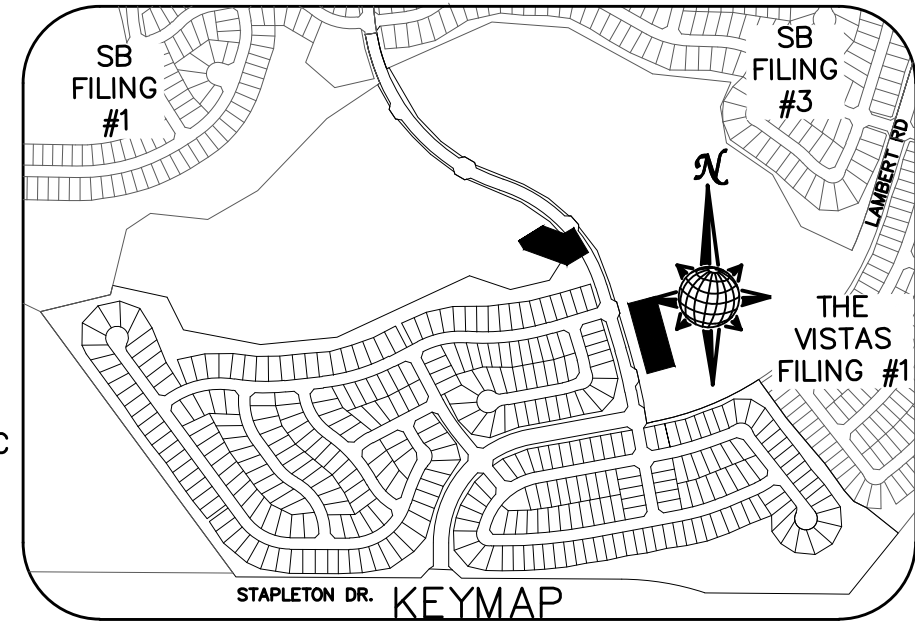 SB
FILING
#1
SB
FILING
#3
LAMBERT RD
N
THE
VISTAS
FILING #1
C
STAPLETON DR.
KEYMAP